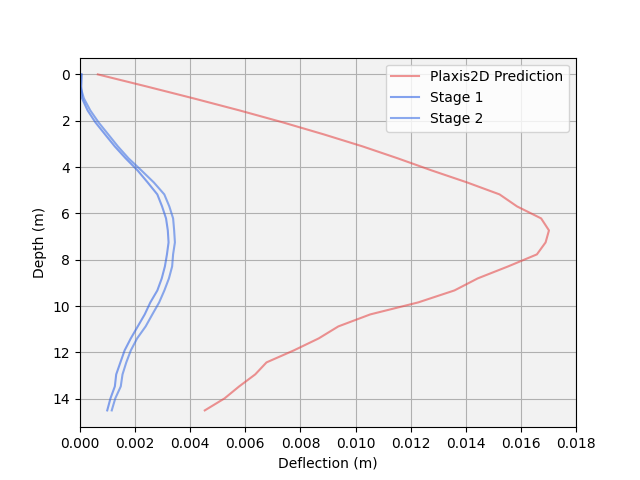 Plaxis2D Prediction
Stage 1
Stage 2
0
2
4
6
8
10
12
14
Depth (m)
0.000 0.002 0.004 0.006 0.008 0.010 0.012 0.014 0.016 0.018
Deflection (m)